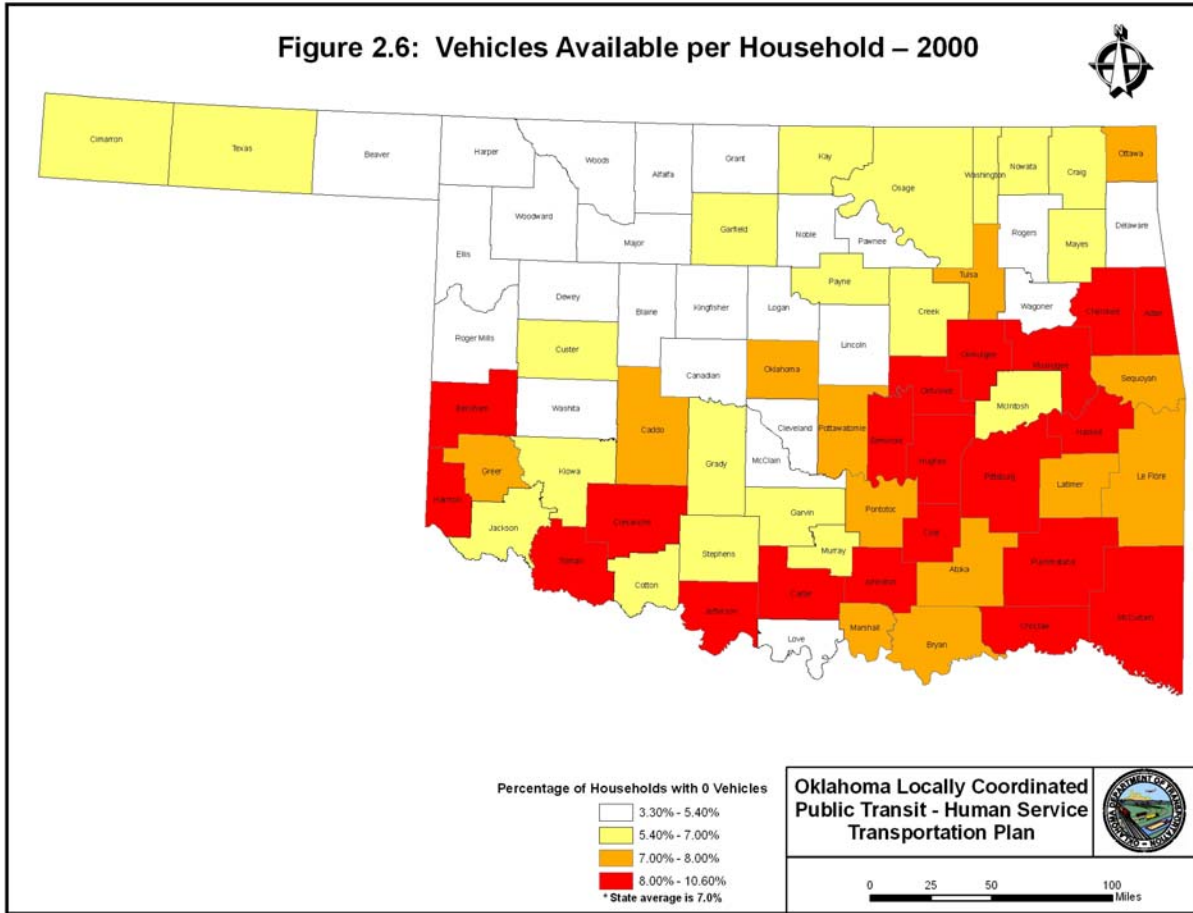 Figure 2.6: Vehicles Available per Household – 2000
N
Cimarron
Texas
Beaver
Harper
Woods
Alfalfa
Grant
Kay
Osage
Washington
Nowata
Craig
Ottawa
Woodward
Ellis
Major
Garfield
Noble
Pawnee
Rogers
Mayes
Delaware
Dewey
Blaine
Kingfisher
Logan
Payne
Creek
Tulsa
Wagoner
Cherokee
Adair
Roger Mills
Custer
Canadian
Oklahoma
Lincoln
Okmulgee
Muskogee
Sequoyah
McIntosh
Okfuskee
Beckham
Washita
Caddo
Grady
Cleveland
McClain
Pottawatomie
Seminole
Hughes
Haskell
Pittsburg
Latimer
Le Flore
Greer
Kiowa
Harmon
Jackson
Comanche
Garvin
Pontotoc
Coal
Tillman
Stephens
Murray
Cotton
Jefferson
Carter
Johnston
Atoka
Pushmataha
McCurtain
Choctaw
Love
Marshall
Bryan
Percentage of Households with 0 Vehicles
3.30% - 5.40%
5.40% - 7.00%
7.00% - 8.00%
8.00% - 10.60%
* State average is 7.0%
Oklahoma Locally Coordinated
Public Transit - Human Service
Transportation Plan
OKLAHOMA DEPARTMENT OF TRANSPORTATION
0 25 50 100
Miles